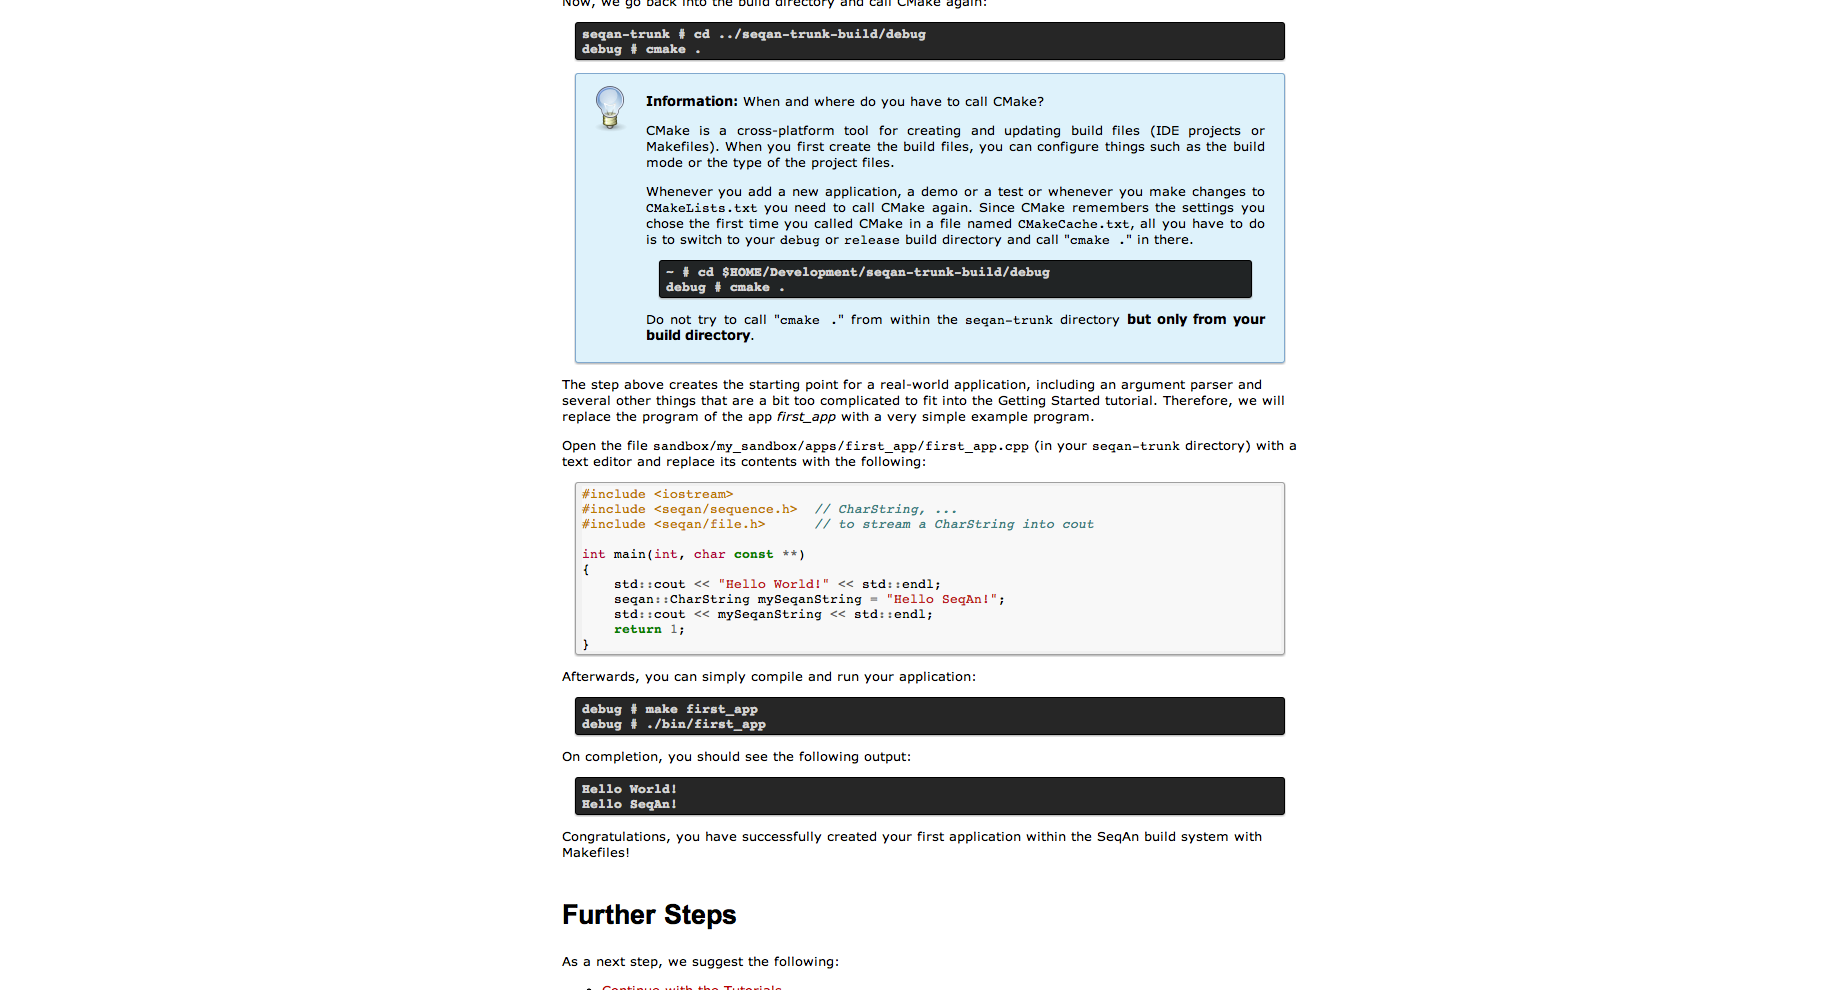 Now, we go back into the build directory and call CMake again:
seqan-trunk # cd ../seqan-trunk-build/debug
debug # cmake .
Information: When and where do you have to call CMake?
CMake is a cross-platform tool for creating and updating build files (IDE projects or
Makefiles). When you first create the build files, you can configure things such as the build
mode or the type of the project files.
Whenever you add a new application, a demo or a test or whenever you make changes to
CMakeLists.txt you need to call CMake again. Since CMake remembers the settings you
chose the first time you called CMake in a file named CMakeCache.txt, all you have to do
is to switch to your debug or release build directory and call "cmake ." in there.
~ # cd $HOME/Development/seqan-trunk-build/debug
debug # cmake .
Do not try to call "cmake ." from within the seqan-trunk directory but only from your
build directory.
The step above creates the starting point for a real-world application, including an argument parser and
several other things that are a bit too complicated to fit into the Getting Started tutorial. Therefore, we will
replace the program of the app first_app with a very simple example program.
Open the file sandbox/my_sandbox/apps/first_app/first_app.cpp (in your seqan-trunk directory) with a
text editor and replace its contents with the following:
#include <iostream>
#include <seqan/sequence.h>  // CharString, ...
#include <seqan/file.h>      // to stream a CharString into cout
int main(int, char const **)
{
    std::cout << "Hello World!" << std::endl;
    seqan::CharString mySeqanString = "Hello SeqAn!";
    std::cout << mySeqanString << std::endl;
    return 1;
}
Afterwards, you can simply compile and run your application:
debug # make first_app
debug # ./bin/first_app
On completion, you should see the following output:
Hello World!
Hello SeqAn!
Congratulations, you have successfully created your first application within the SeqAn build system with
Makefiles!
Further Steps
As a next step, we suggest the following:
• Continue with the Tutorials